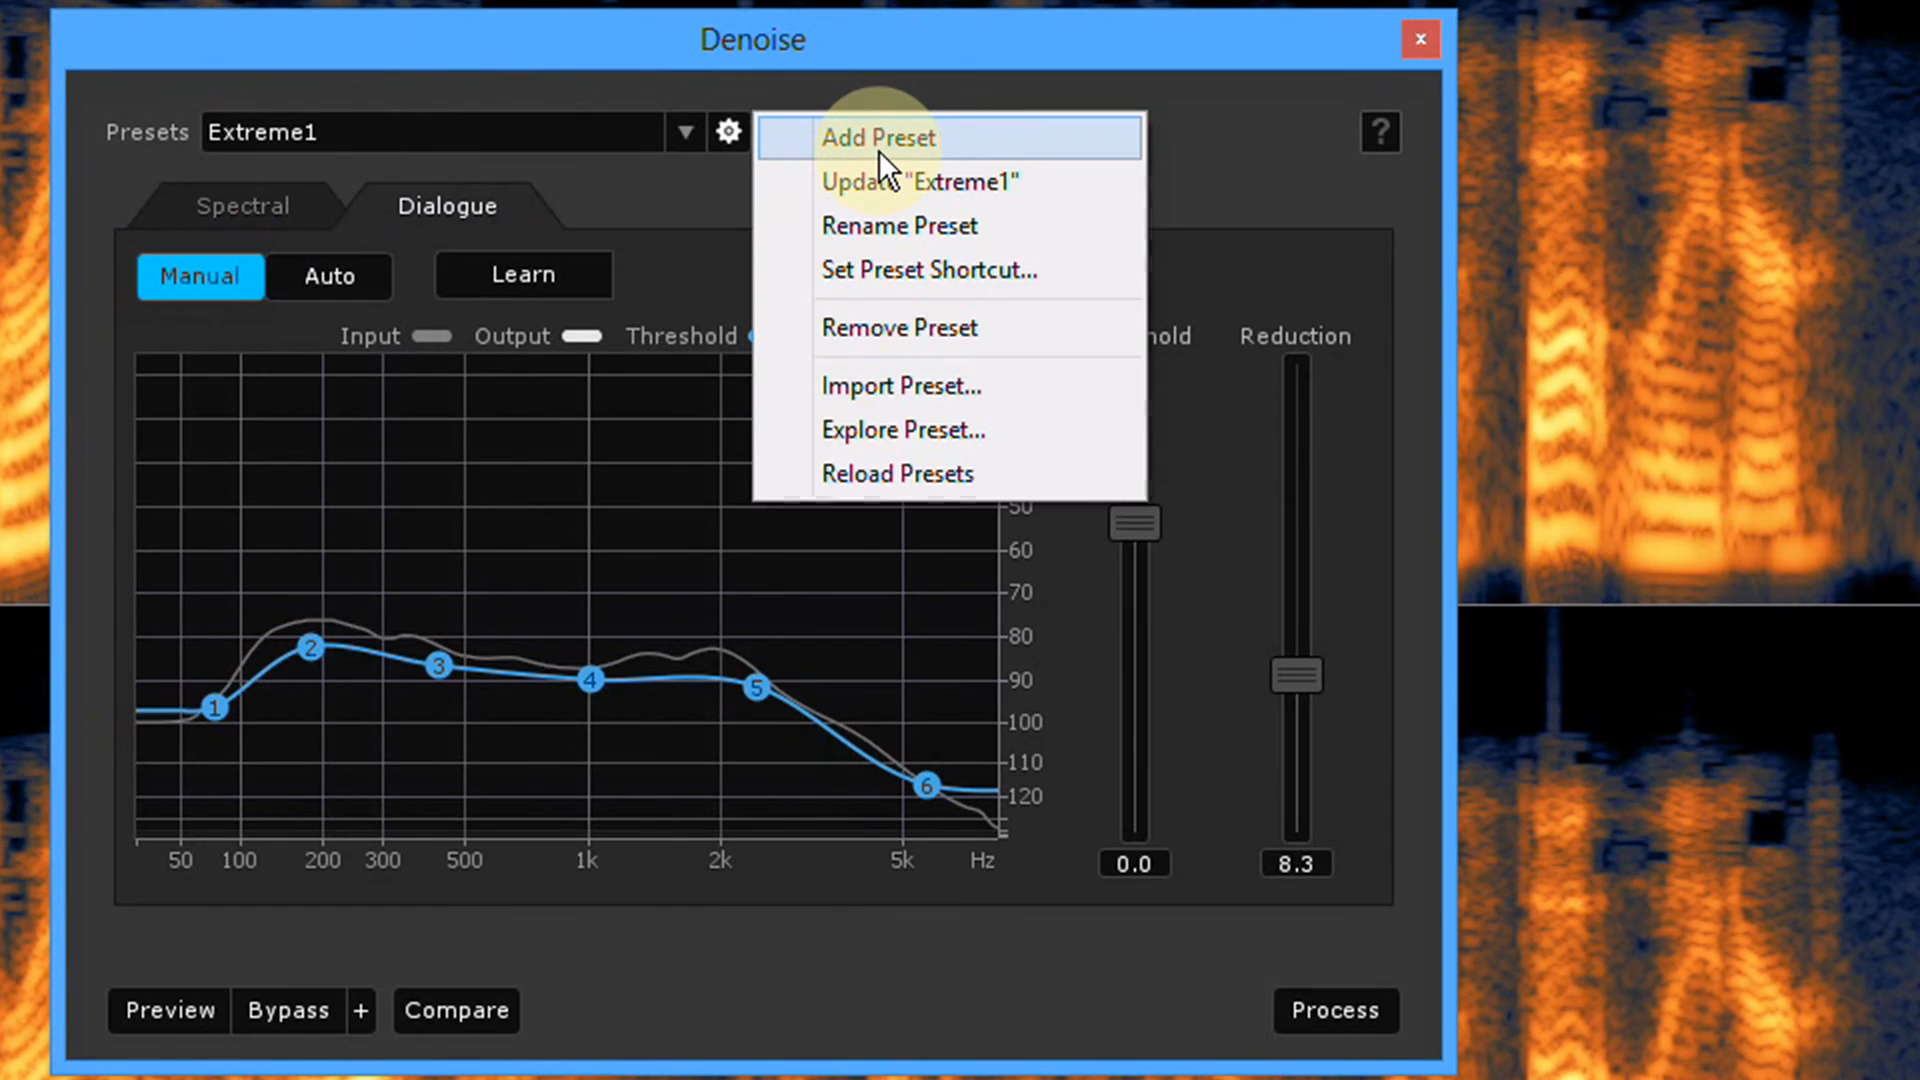 Denoise
x
Presets Extreme1
?
Add Preset
Update "Extreme1"
Rename Preset
Set Preset Shortcut...
Remove Preset
Import Preset...
Explore Preset...
Reload Presets
Spectral Dialogue
Manual Auto Learn
Input Output Threshold hold Reduction
50
-60
-70
-80
-90
-100
-110
-120
1 2 3 4 5 6
50 100 200 300 500 1k 2k 5k Hz
0.0 8.3
Preview Bypass + Compare Process